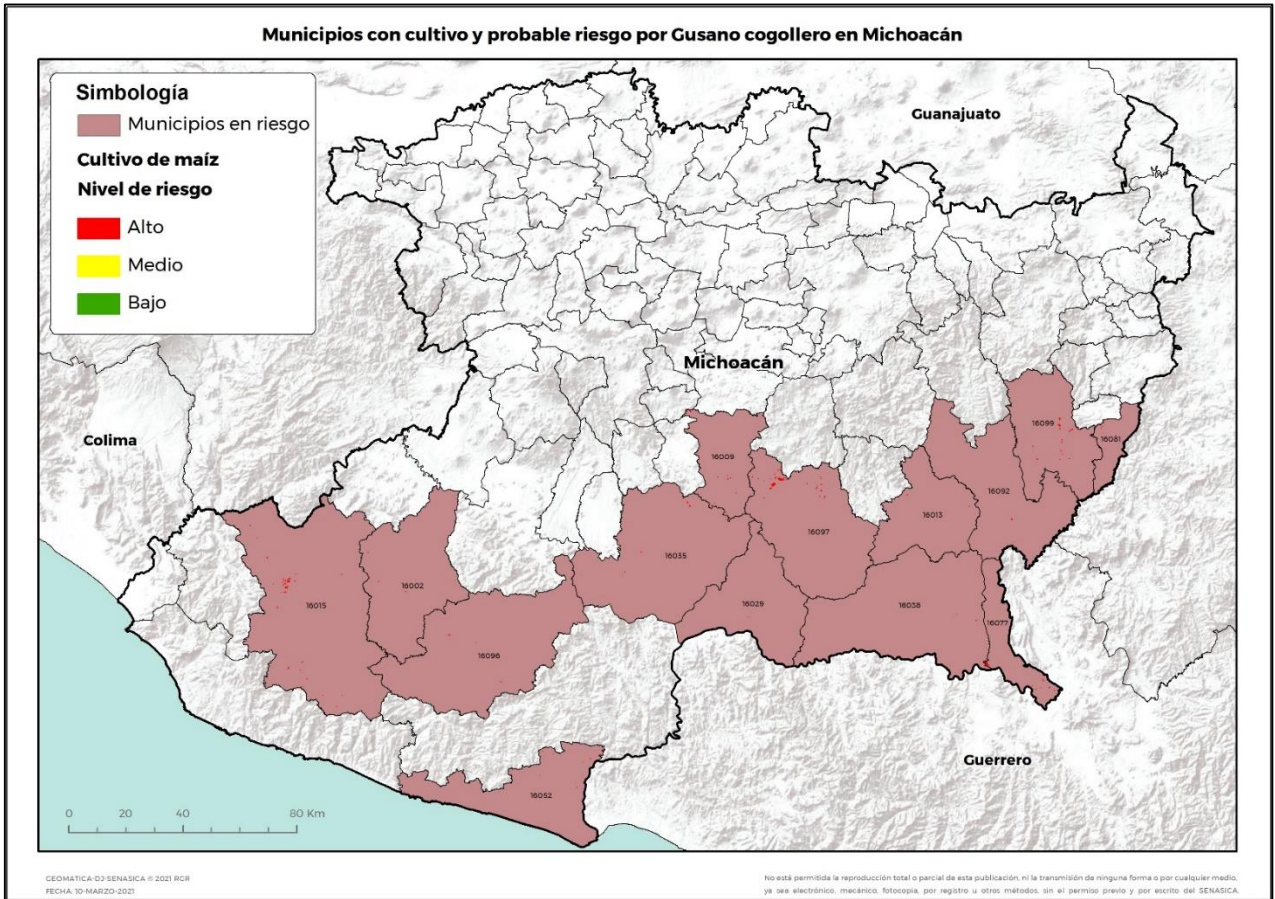 Municipios con cultivo y probable riesgo por Gusano cogollero en Michoacán
Simbología
Municipios en riesgo
Cultivo de maíz
Nivel de riesgo
Alto
Medio
Bajo
Guanajuato
Michoacán
Colima
16099
16081
16009
16092
16013
16097
16035
16002
16015
16029
16038
16077
16096
Guerrero
16052
0 20 40 80 Km
GEOMATICA-DJ-SENASICA © 2021 RGR
FECHA: 10-MARZO-2021
No está permitida la reproducción total o parcial de esta publicación, ni la transmisión de ninguna forma o por cualquier medio,
ya sea electrónico, mecánico, fotocopia, por registro u otros métodos, sin el permiso previo y por escrito del SENASICA.